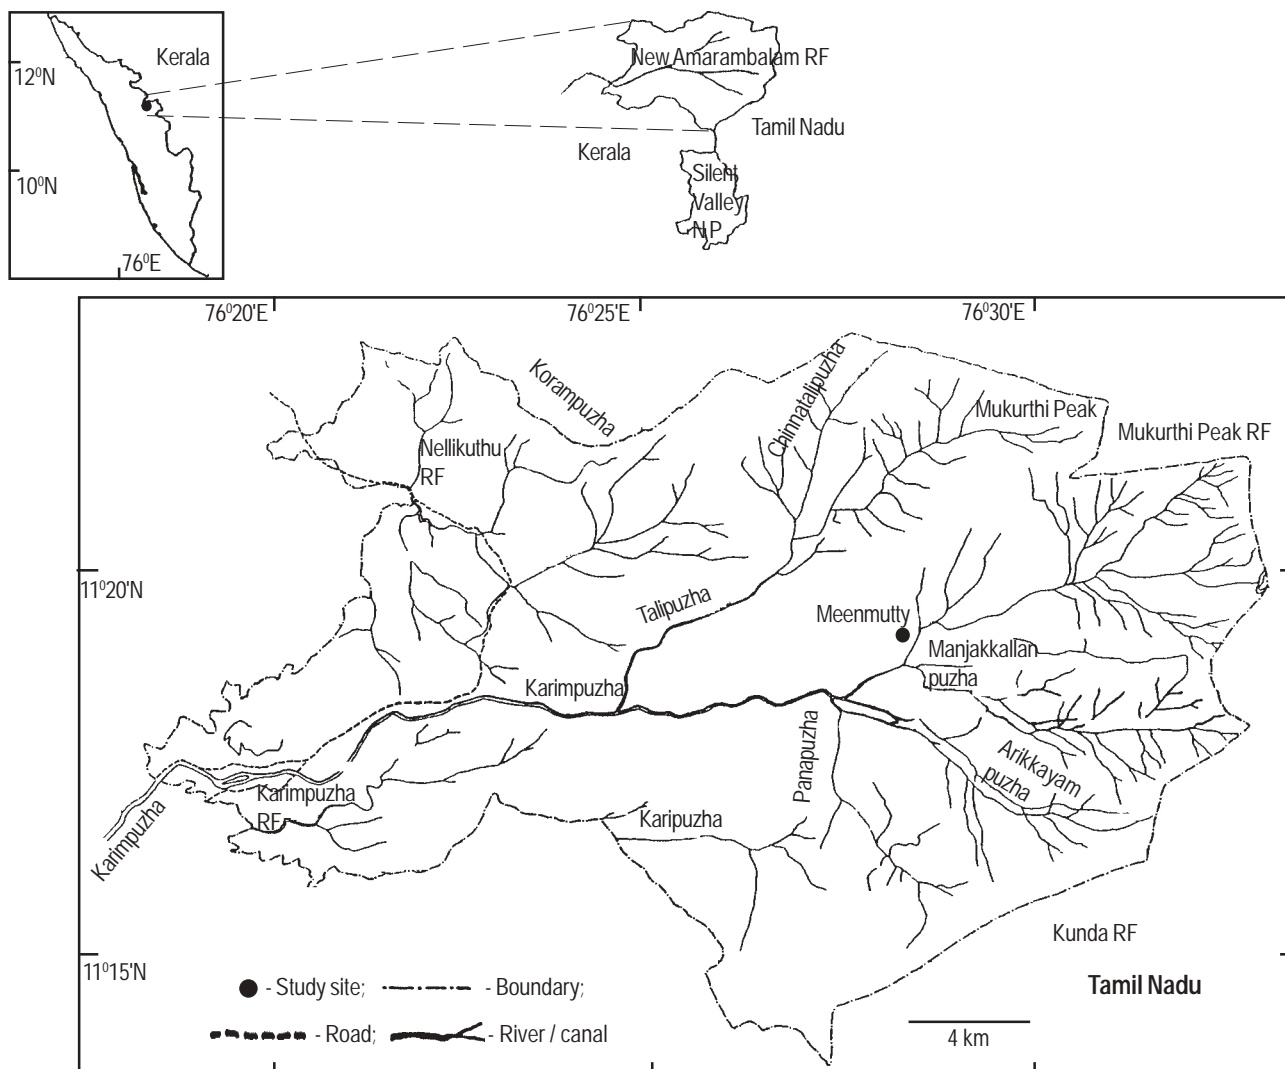 Kerala
12⁰N
10⁰N
76⁰E
New Amarambalam RF
Tamil Nadu
Kerala
Silent
Valley
N.P
76⁰20'E
76⁰25'E
76⁰30'E
Korampuzha
Chinnatalipuzha
Mukurthi Peak
Mukurthi Peak RF
Nellikuthu
RF
11⁰20'N
Talipuzha
Meenmutty
Manjakkallan
puzha
Karimpuzha
Panapuzha
Arikkayam
puzha
Karimpuzha
RF
Karimpuzha
Karipuzha
Kunda RF
11⁰15'N
Tamil Nadu
- Study site;
- Boundary;
- Road;
- River / canal
4 km